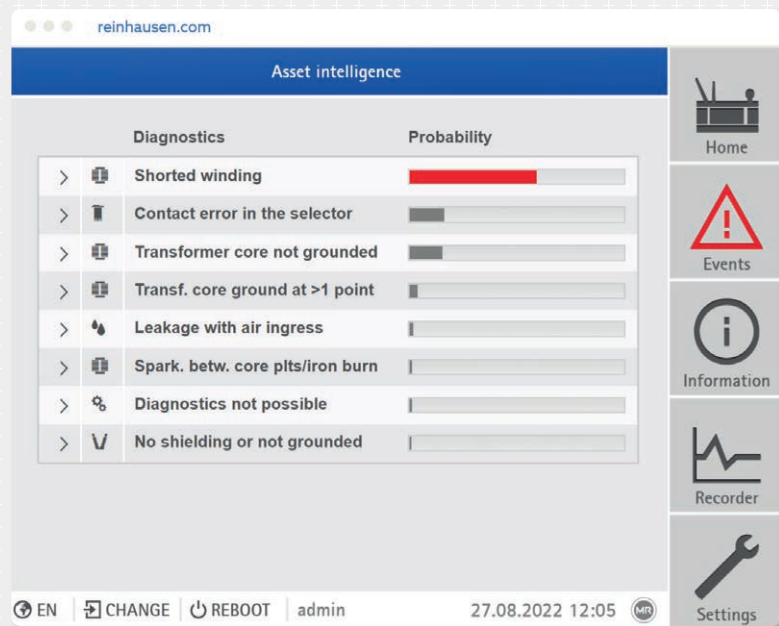 reinhausen.com
Asset intelligence
Diagnostics Probability
Shorted winding
Contact error in the selector
Transformer core not grounded
Transf. core ground at >1 point
Leakage with air ingress
Spark. betw. core plts/iron burn
Diagnostics not possible
No shielding or not grounded
Home
Events
Information
Recorder
Settings
EN CHANGE REBOOT admin 27.08.2022 12:05 MR